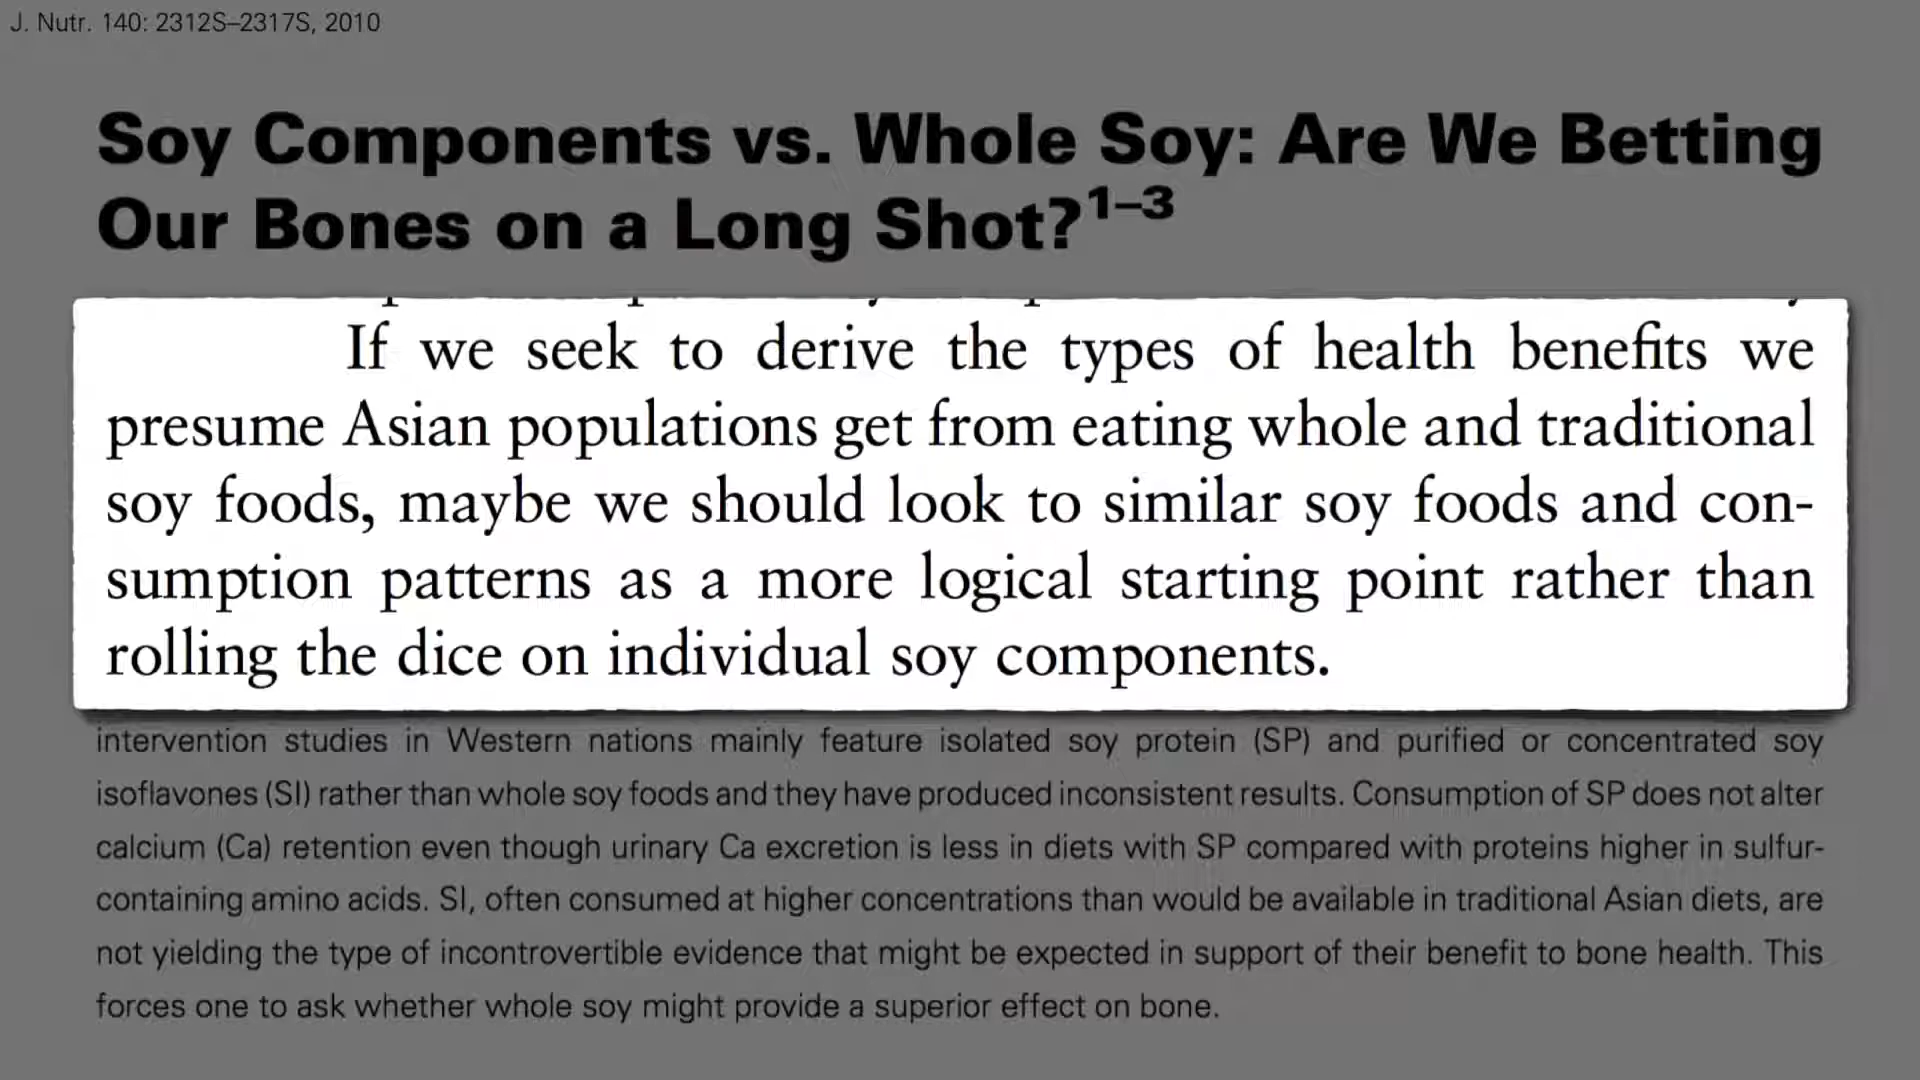 J. Nutr. 140: 2312S–2317S, 2010
Soy Components vs. Whole Soy: Are We Betting
Our Bones on a Long Shot?1–3
If we seek to derive the types of health benefits we
presume Asian populations get from eating whole and traditional
soy foods, maybe we should look to similar soy foods and con-
sumption patterns as a more logical starting point rather than
rolling the dice on individual soy components.
intervention studies in Western nations mainly feature isolated soy protein (SP) and purified or concentrated soy
isoflavones (SI) rather than whole soy foods and they have produced inconsistent results. Consumption of SP does not alter
calcium (Ca) retention even though urinary Ca excretion is less in diets with SP compared with proteins higher in sulfur-
containing amino acids. SI, often consumed at higher concentrations than would be available in traditional Asian diets, are
not yielding the type of incontrovertible evidence that might be expected in support of their benefit to bone health. This
forces one to ask whether whole soy might provide a superior effect on bone.